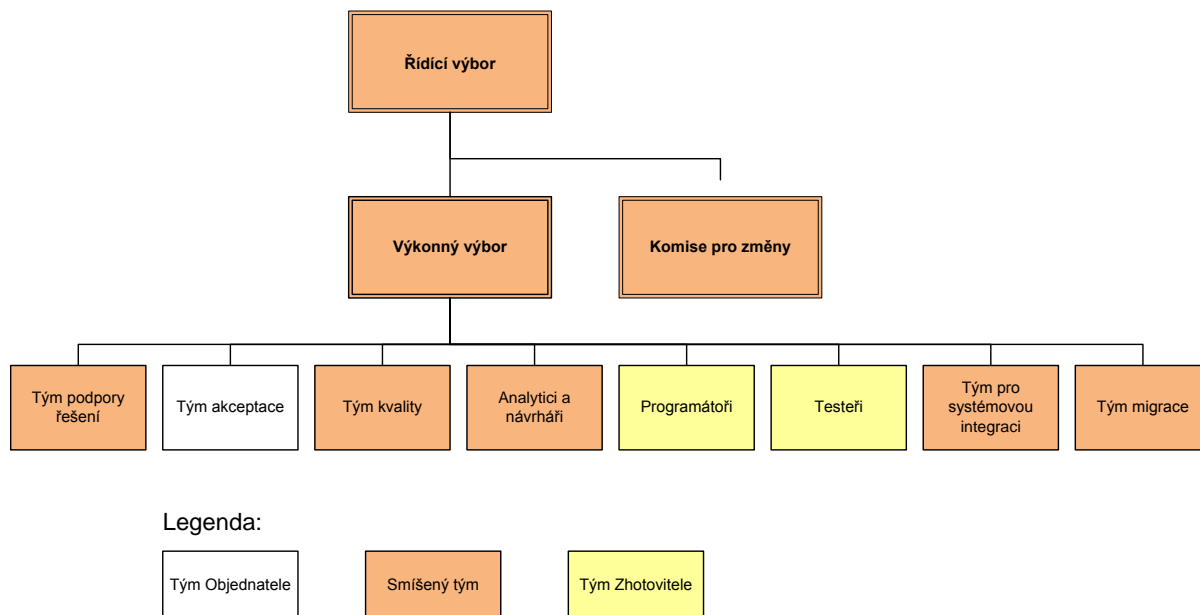 Řídící výbor
Výkonný výbor
Komise pro změny
Tým podpory
řešení
Tým akceptace
Tým kvality
Analytici a
návrháři
Programátoři
Testeři
Tým pro
systémovou
integraci
Tým migrace
Legenda:
Tým Objednatele
Smíšený tým
Tým Zhotovitele